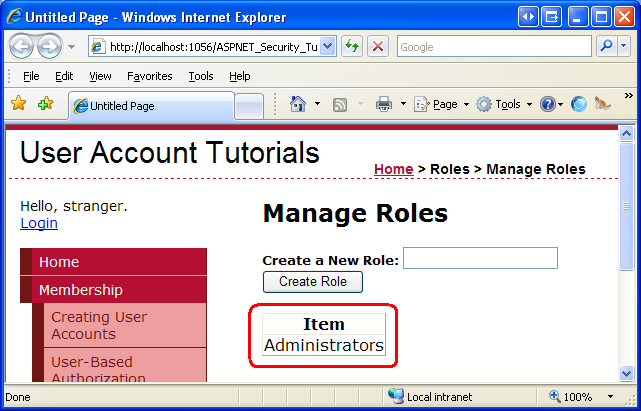 Untitled Page - Windows Internet Explorer
http://localhost:1056/ASPNET_Security_Tu
Google
File Edit View Favorites Tools Help
Untitled Page
Page Tools
»
User Account Tutorials
Home > Roles > Manage Roles
Hello, stranger.
Login
Home
Membership
Creating User
Accounts
User-Based
Authorization
Manage Roles
Create a New Role:
Create Role
Item
Administrators
Done Local intranet 100%